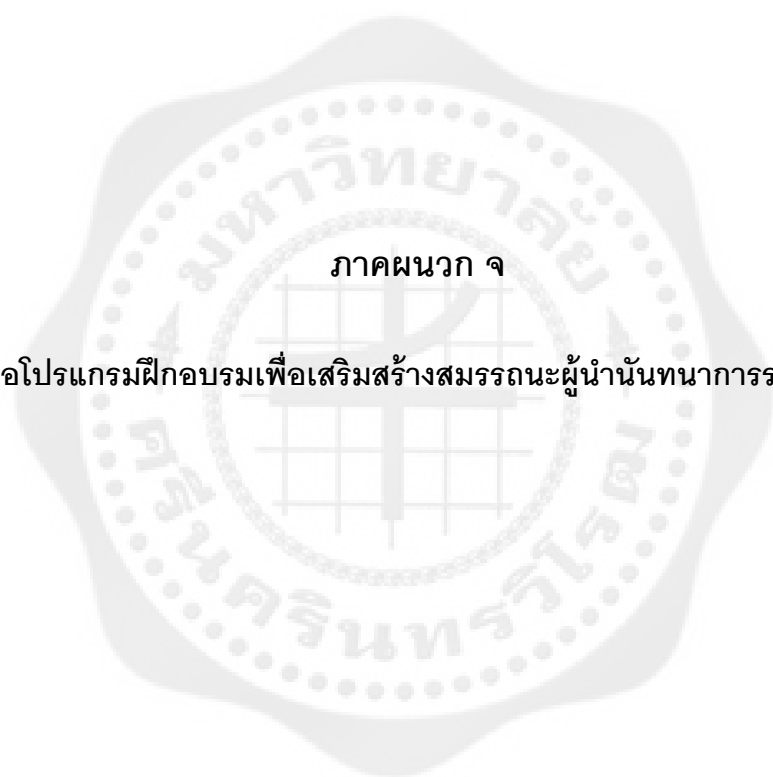 มหาวิทยาลัย
ภาคผนวก จ
อโปรแกรมฝึกอบรมเพื่อเสริมสร้างสมรรถนะผู้นำนันทนาการร
ศรีนครินทรวิโรฒ